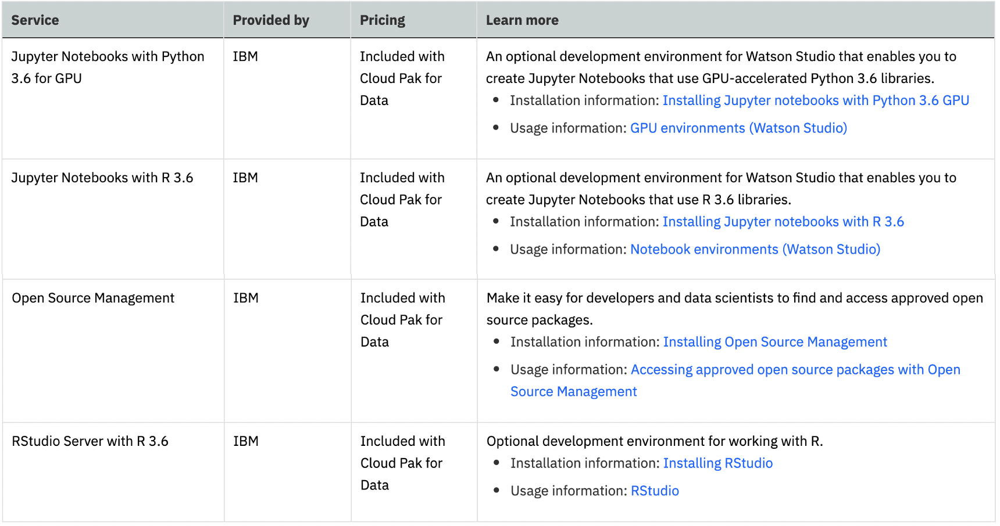 Service Provided by Pricing Learn more
Jupyter Notebooks with Python
3.6 for GPU
IBM
Included with
Cloud Pak for
Data
An optional development environment for Watson Studio that enables you to
create Jupyter Notebooks that use GPU-accelerated Python 3.6 libraries.
• Installation information: Installing Jupyter notebooks with Python 3.6 GPU
• Usage information: GPU environments (Watson Studio)
Jupyter Notebooks with R 3.6
IBM
Included with
Cloud Pak for
Data
An optional development environment for Watson Studio that enables you to
create Jupyter Notebooks that use R 3.6 libraries.
• Installation information: Installing Jupyter notebooks with R 3.6
• Usage information: Notebook environments (Watson Studio)
Open Source Management
IBM
Included with
Cloud Pak for
Data
Make it easy for developers and data scientists to find and access approved open
source packages.
• Installation information: Installing Open Source Management
• Usage information: Accessing approved open source packages with Open
Source Management
RStudio Server with R 3.6
IBM
Included with
Cloud Pak for
Data
Optional development environment for working with R.
• Installation information: Installing RStudio
• Usage information: RStudio